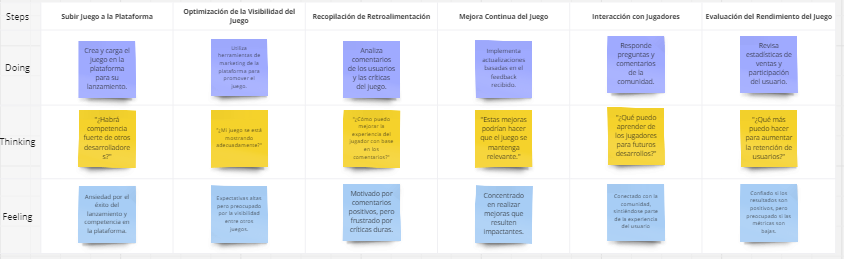 Steps
Subir Juego a la Plataforma
Optimización de la Visibilidad del
Juego
Recopilación de Retroalimentación
Mejora Continua del Juego
Interacción con Jugadores
Evaluación del Rendimiento del Juego
Doing
Crea y carga el
juego en la
plataforma
para su
lanzamiento.
Utiliza
herramientas de
marketing de la
plataforma para
promover el
juego.
Analiza
comentarios
de los usuarios
y las críticas
del juego.
Implementa
actualizaciones
basadas en el
feedback
recibido.
Responde
preguntas y
comentarios
de la
comunidad.
Revisa
estadísticas de
ventas y
participación
del usuario.
Thinking
"¿Habrá
competencia
fuerte de otros
desarrolladore
s?"
"¿Mi juego se está
mostrando
adecuadamente?"
"¿Cómo puedo
mejorar la
experiencia del
jugador con base
en los
comentarios?"
"Estas mejoras
podrían hacer
que el juego se
mantenga
relevante."
"¿Qué puedo
aprender de
los jugadores
para futuros
desarrollos?"
"¿Qué más
puedo hacer
para aumentar
la retención de
usuarios?"
Feeling
Ansiedad por el
éxito del
lanzamiento y
competencia en
la plataforma.
Expectativas altas
pero preocupado
por la visibilidad
entre otros
juegos.
Motivado por
comentarios
positivos, pero
frustrado por
críticas duras.
Concentrado
en realizar
mejoras que
resulten
impactantes.
Conectado con la
comunidad,
sintiéndose parte
de la experiencia
del usuario
Confiado si los
resultados son
positivos, pero
preocupado si las
métricas son
bajas.